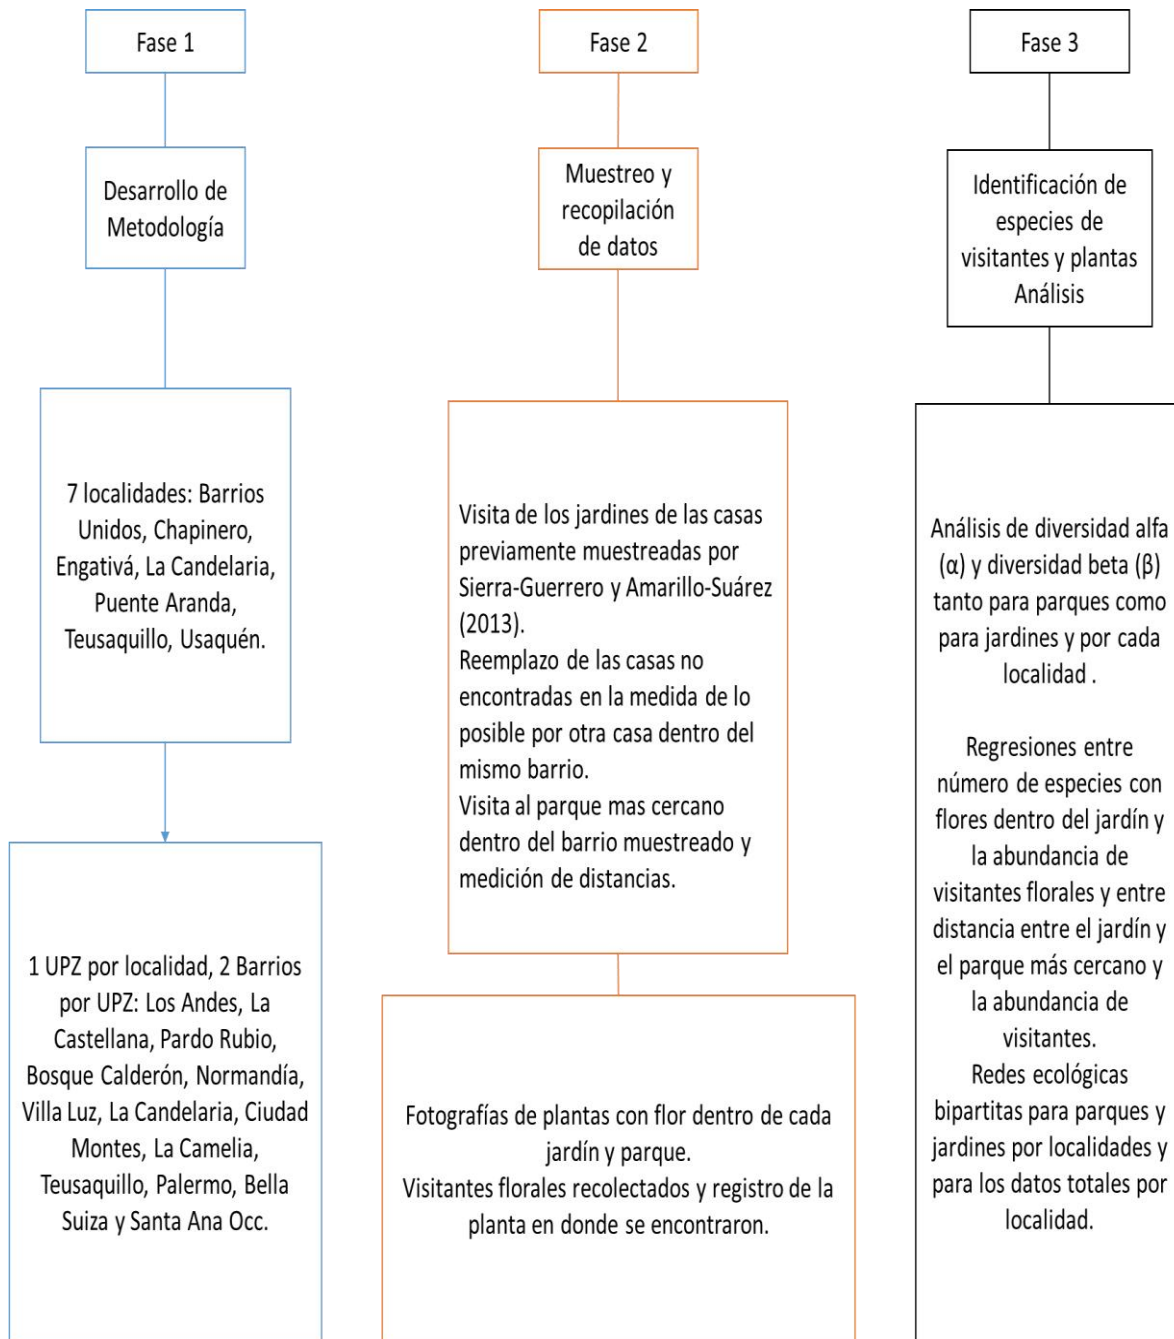 Fase 1
Desarrollo de
Metodología
7 localidades: Barrios
Unidos, Chapinero,
Engativá, La Candelaria,
Puente Aranda,
Teusaquillo, Usaquén.
1 UPZ por localidad, 2 Barrios
por UPZ: Los Andes, La
Castellana, Pardo Rubio,
Bosque Calderón, Normandía,
Villa Luz, La Candelaria, Ciudad
Montes, La Camelia,
Teusaquillo, Palermo, Bella
Suiza y Santa Ana Occ.
Fase 2
Muestreo y
recopilación
de datos
Visita de los jardines de las casas
previamente muestreadas por
Sierra-Guerrero y Amarillo-Suárez
(2013).
Reemplazo de las casas no
encontradas en la medida de lo
posible por otra casa dentro del
mismo barrio.
Visita al parque mas cercano
dentro del barrio muestreado y
medición de distancias.
Fotografías de plantas con flor dentro de cada
jardín y parque.
Visitantes florales recolectados y registro de la
planta en donde se encontraron.
Fase 3
Identificación de
especies de
visitantes y plantas
Análisis
Análisis de diversidad alfa
(α) y diversidad beta (β)
tanto para parques como
para jardines y por cada
localidad .
Regresiones entre
número de especies con
flores dentro del jardín y
la abundancia de
visitantes florales y entre
distancia entre el jardín y
el parque más cercano y
la abundancia de
visitantes.
Redes ecológicas
bipartitas para parques y
jardines por localidades y
para los datos totales por
localidad.